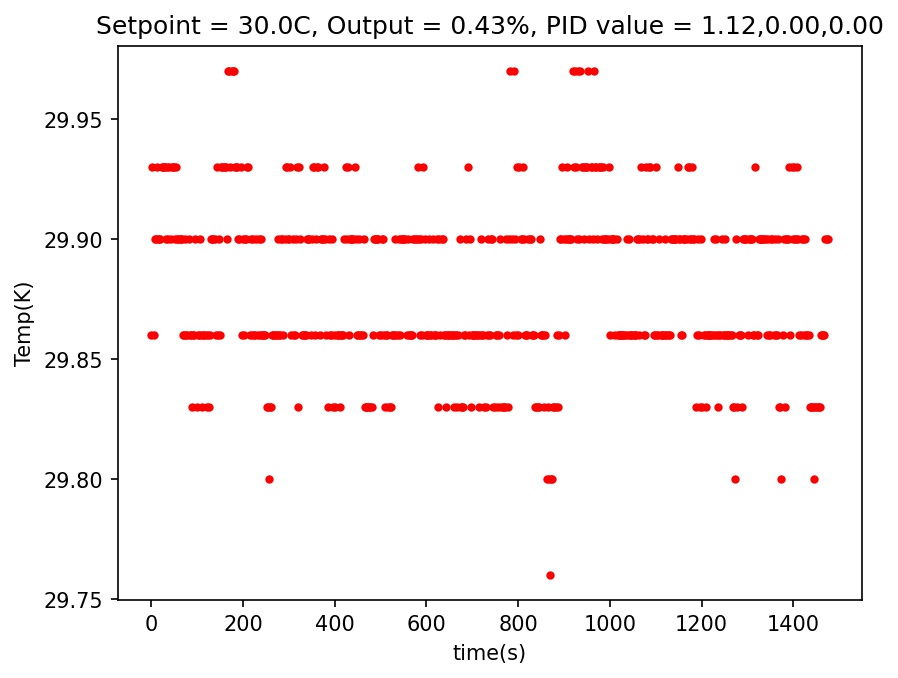 Setpoint = 30.0C, Output = 0.43%, PID value = 1.12,0.00,0.00
Temp(K)
29.95
29.90
29.85
29.80
29.75
0 200 400 600 800 1000 1200 1400
time(s)